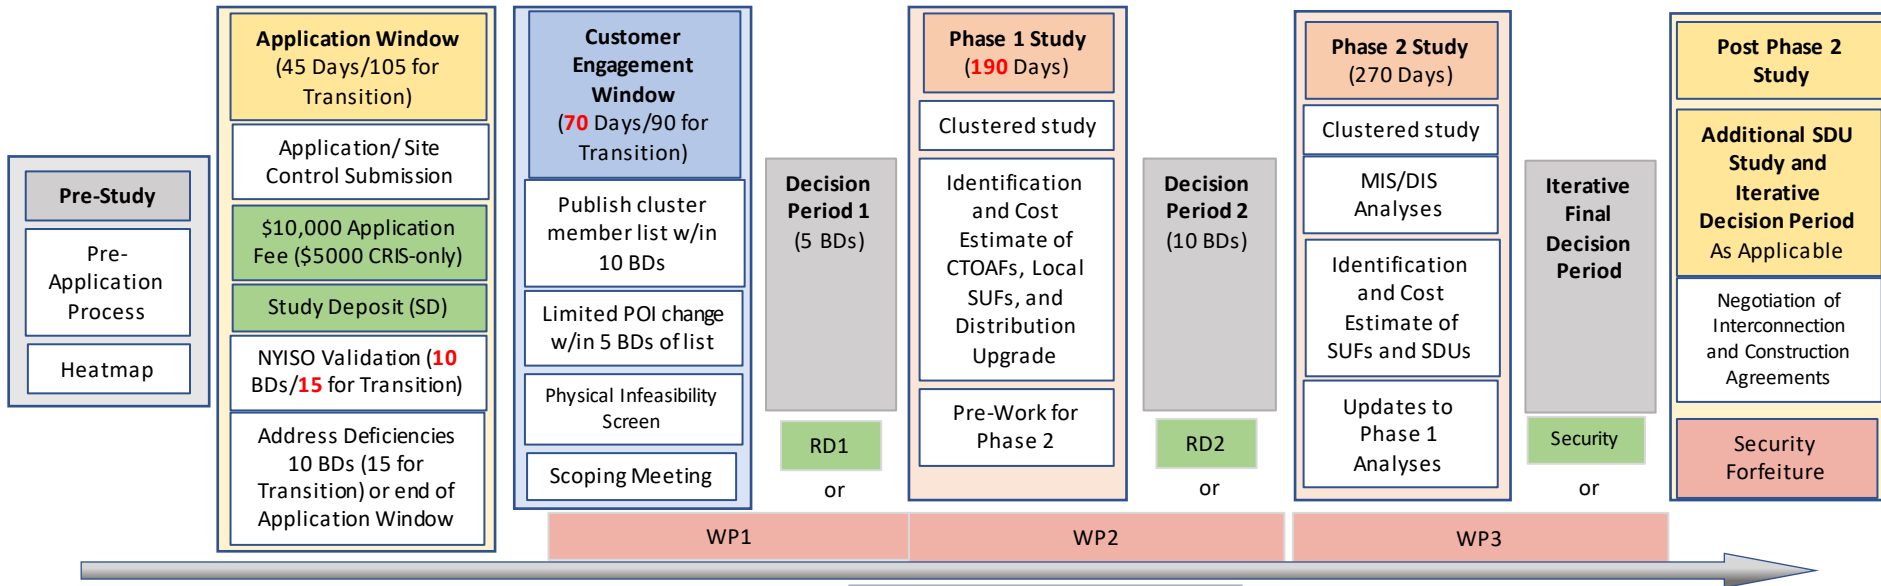 Pre-Study
Pre-
Application
Process
Heatmap
Application Window
(45 Days/105 for
Transition)
Application/ Site
Control Submission
$10,000 Application
Fee ($5000 CRIS-only)
Study Deposit (SD)
NYISO Validation (10
BDs/15 for Transition)
Address Deficiencies
10 BDs (15 for
Transition) or end of
Application Window
Customer
Engagement
Window
(70 Days/90 for
Transition)
Publish cluster
member list w/in
10 BDs
Limited POI change
w/in 5 BDs of list
Physical Infeasibility
Screen
Scoping Meeting
Decision
Period 1
(5 BDs)
RD1
or
WP1
Phase 1 Study
(190 Days)
Clustered study
Identification
and Cost
Estimate of
CTOAFs, Local
SUFs, and
Distribution
Upgrade
Pre-Work for
Phase 2
Decision
Period 2
(10 BDs)
RD2
or
WP2
Phase 2 Study
(270 Days)
Clustered study
MIS/DIS
Analyses
Identification
and Cost
Estimate of
SUFs and SDUs
Updates to
Phase 1
Analyses
Iterative
Final
Decision
Period
Security
or
WP3
Post Phase 2
Study
Additional SDU
Study and
Iterative
Decision Period
As Applicable
Negotiation of
Interconnection
and Construction
Agreements
Security
Forfeiture